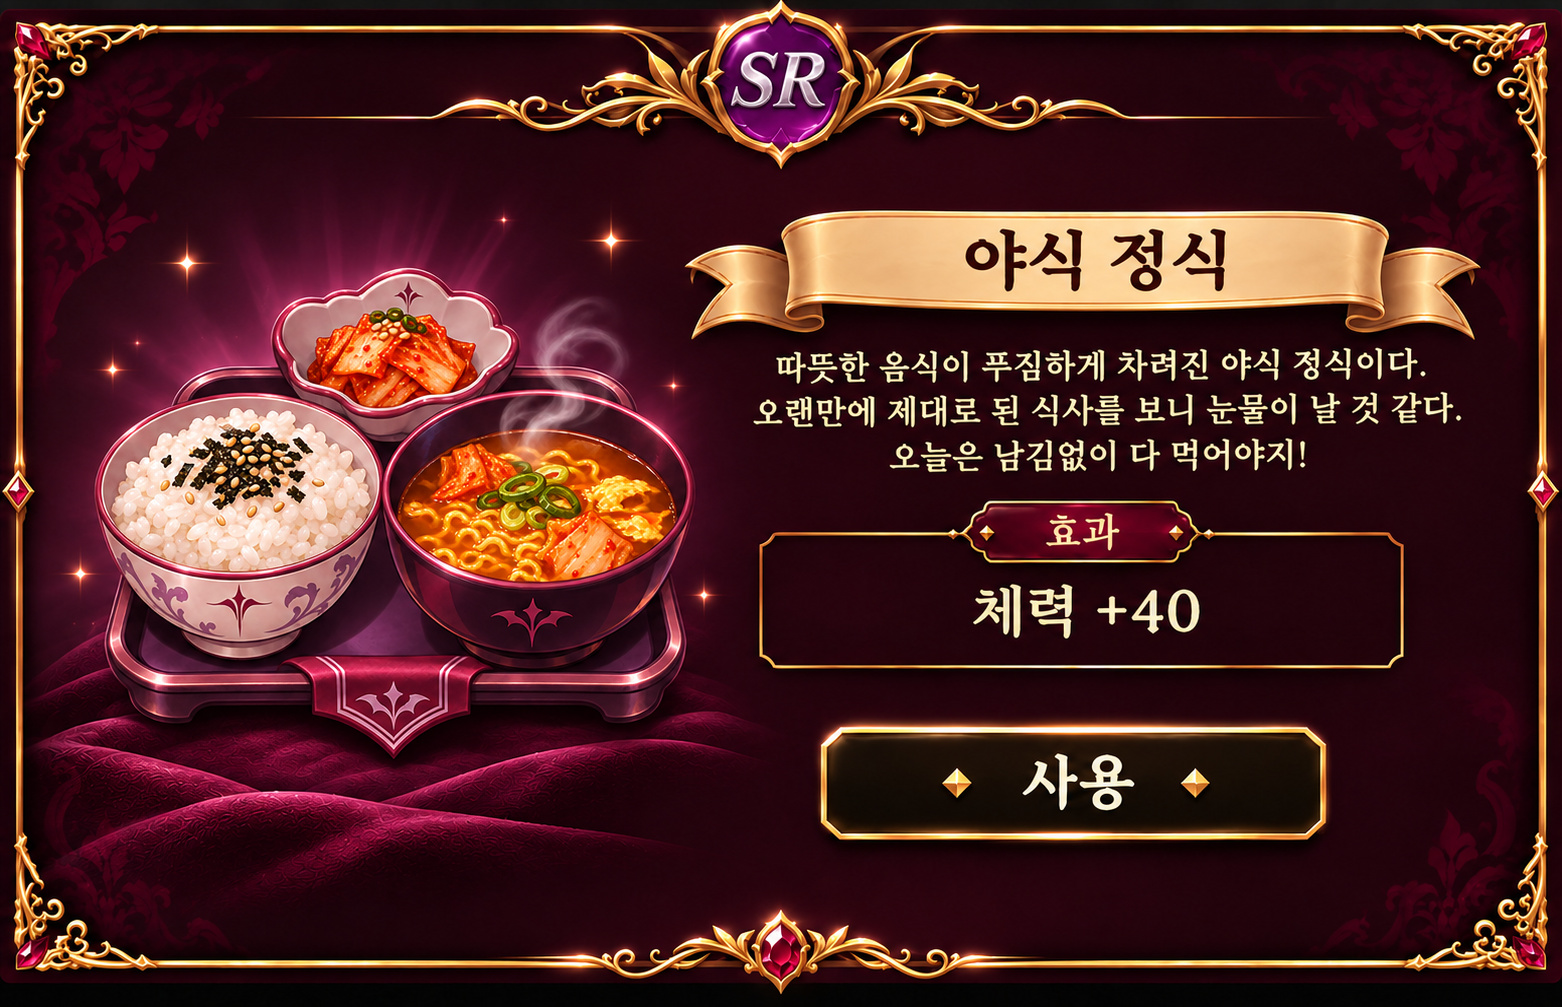 SR
야식 정식
따뜻한 음식이 푸짐하게 차려진 야식 정식이다.
오랜만에 제대로 된 식사를 보니 눈물이 날 것 같다.
오늘은 남김없이 다 먹어야지!
효과
체력 +40
사용